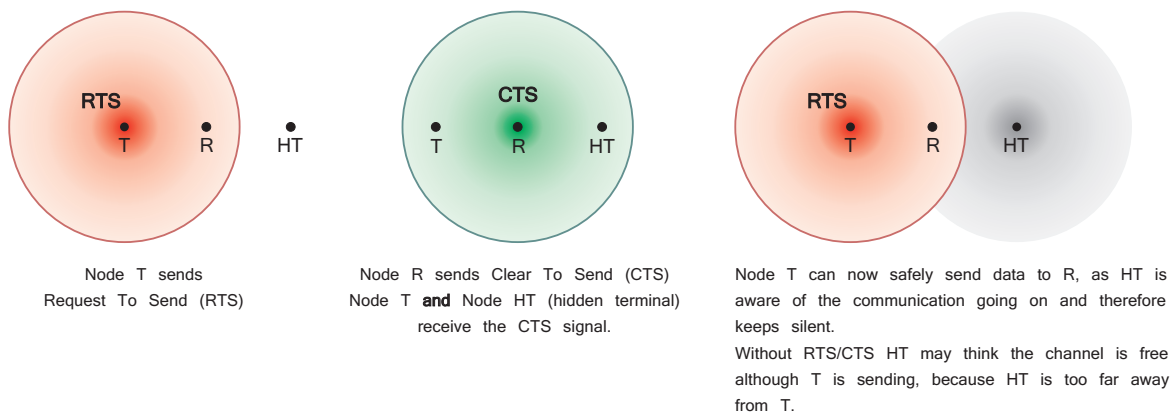 RTS
T
R
HT
Node T sends
Request To Send (RTS)
CTS
T
R
HT
Node R sends Clear To Send (CTS)
Node T and Node HT (hidden terminal)
receive the CTS signal.
RTS
T
R
HT
Node T can now safely send data to R, as HT is
aware of the communication going on and therefore
keeps silent.
Without RTS/CTS HT may think the channel is free
although T is sending, because HT is too far away
from T.